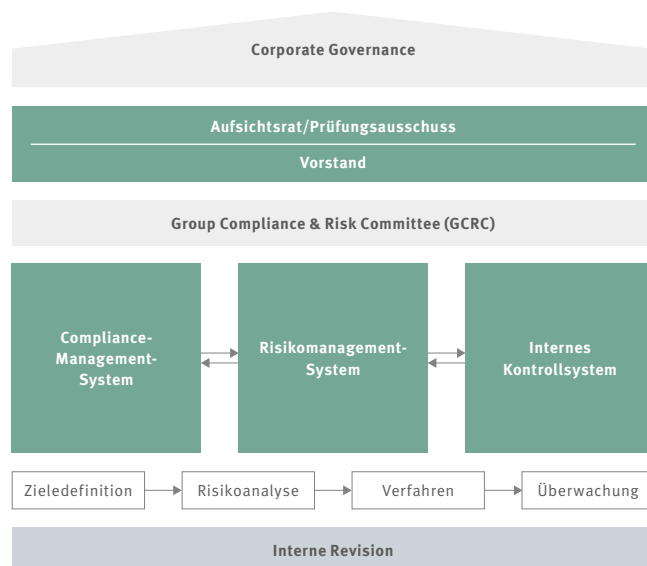 Corporate Governance
Aufsichtsrat/Prüfungsausschuss
Vorstand
Group Compliance & Risk Committee (GCRC)
Compliance-
Management-
System
Risikomanagement-
System
Internes
Kontrollsystem
Zieledefinition
Risikoanalyse
Verfahren
Überwachung
Interne Revision